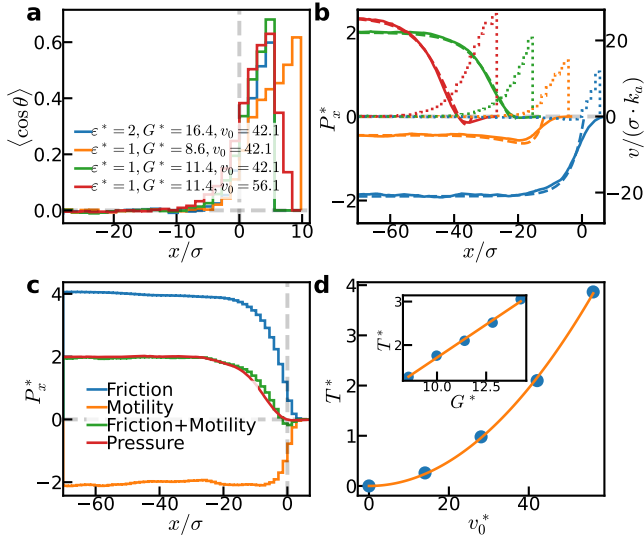 a
0.6
0.4
0.2
0.0
⟨cos θ⟩
ε* = 2, G* = 16.4, v₀ = 42.1
ε* = 1, G* = 8.6, v₀ = 42.1
ε* = 1, G* = 11.4, v₀ = 42.1
ε* = 1, G* = 11.4, v₀ = 56.1
−20 −10 0 10
x/σ
b
2
0
−2
P*ₓ
20
0
−20
v/(σ · kₐ)
−60 −40 −20 0
x/σ
c
4
2
0
−2
P*ₓ
Friction
Motility
Friction+Motility
Pressure
−60 −40 −20 0
x/σ
d
4
3
2
1
0
T*
3
2
T*
10.0 12.5
G*
0 20 40
v*₀